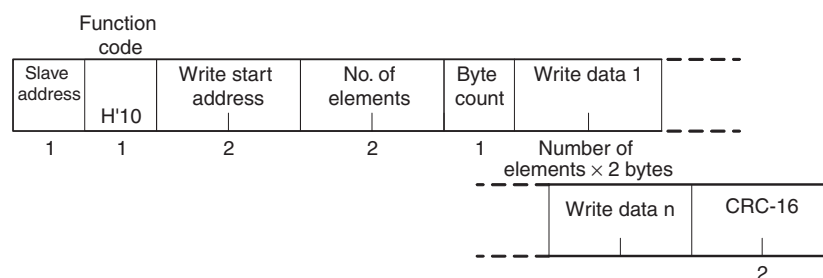 Function
code
Slave
address
H'10
Write start
address
No. of
elements
Byte
count
Write data 1
1
1
2
2
1
Number of
elements × 2 bytes
Write data n
CRC-16
2